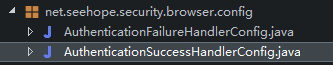 net.seehope.security.browser.config
AuthenticationFailureHandlerConfig.java
AuthenticationSuccessHandlerConfig.java